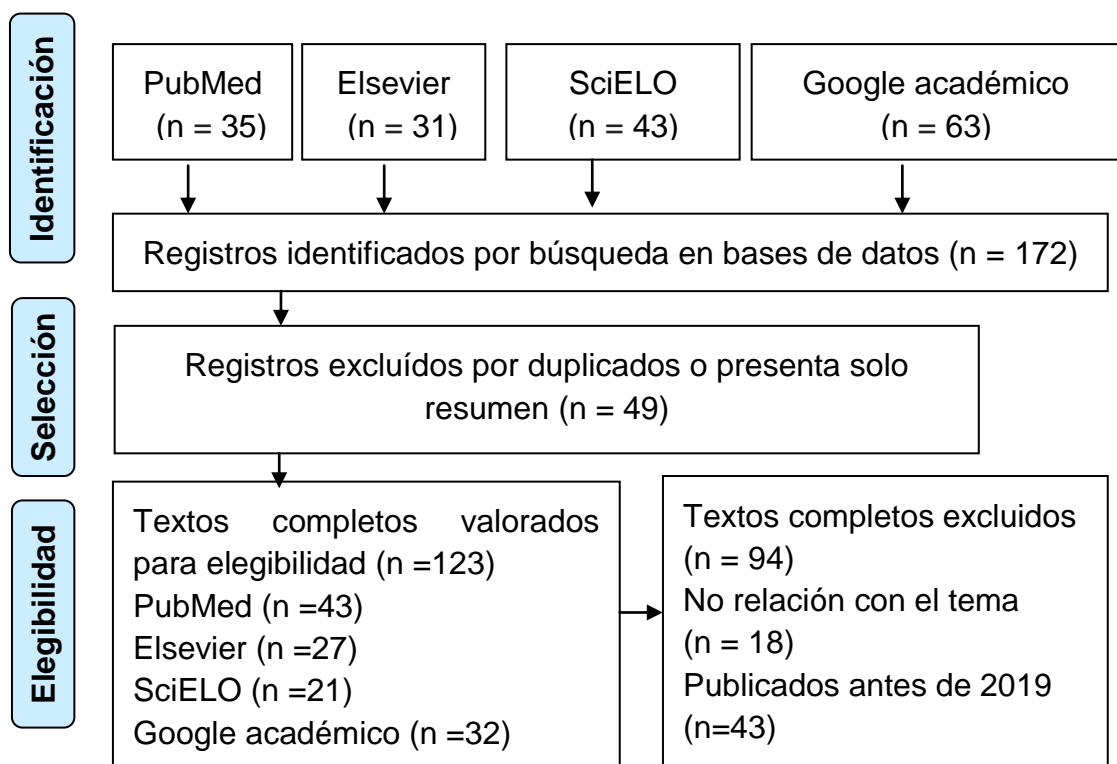 Identificación
PubMed
(n = 35)
Elsevier
(n = 31)
SciELO
(n = 43)
Google académico
(n = 63)
Registros identificados por búsqueda en bases de datos (n = 172)
Selección
Registros excluídos por duplicados o presenta solo
resumen (n = 49)
Elegibilidad
Textos completos valorados
para elegibilidad (n =123)
PubMed (n =43)
Elsevier (n =27)
SciELO (n =21)
Google académico (n =32)
Textos completos excluidos
(n = 94)
No relación con el tema
(n = 18)
Publicados antes de 2019
(n=43)